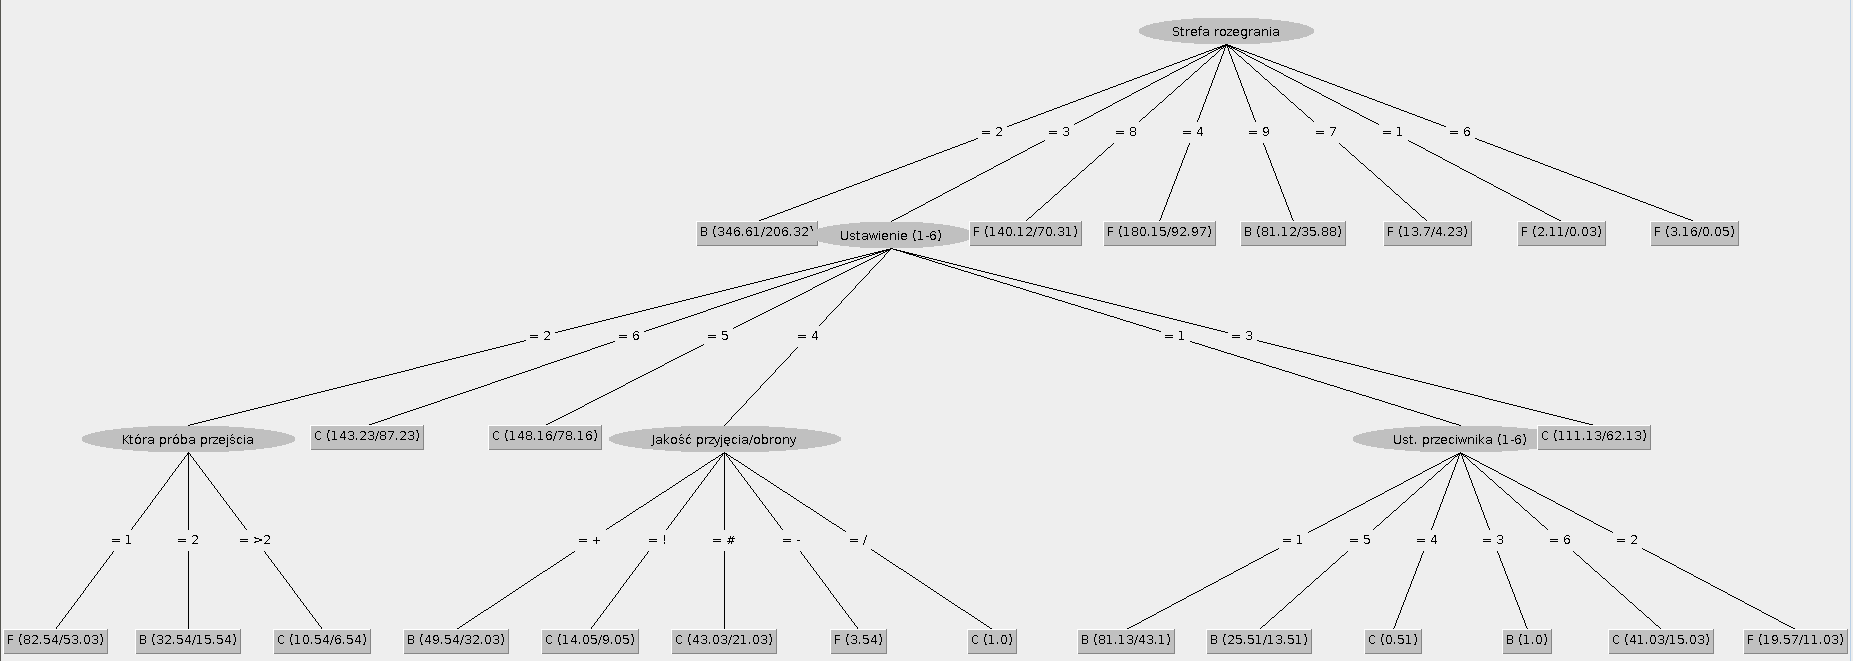 Strefa rozegrania
= 2 = 3 = 8 = 4 = 9 = 7 = 1 = 6
B (346.61/206.32) Ustawienie (1-6) F (140.12/70.31) F (180.15/92.97) B (81.12/35.88) F (13.7/4.23) F (2.11/0.03) F (3.16/0.05)
= 2 = 6 = 5 = 4 = 1 = 3
Która próba przejścia C (143.23/87.23) C (148.16/78.16) Jakość przyjęcia/obrony Ust. przeciwnika (1-6) C (111.13/62.13)
= 1 = 2 = >2 = + = ! = # = - = / = 1 = 5 = 4 = 3 = 6 = 2
F (82.54/53.03) B (32.54/15.54) C (10.54/6.54) B (49.54/32.03) C (14.05/9.05) C (43.03/21.03) F (3.54) C (1.0) B (81.13/43.1) B (25.51/13.51) C (0.51) B (1.0) C (41.03/15.03) F (19.57/11.03)